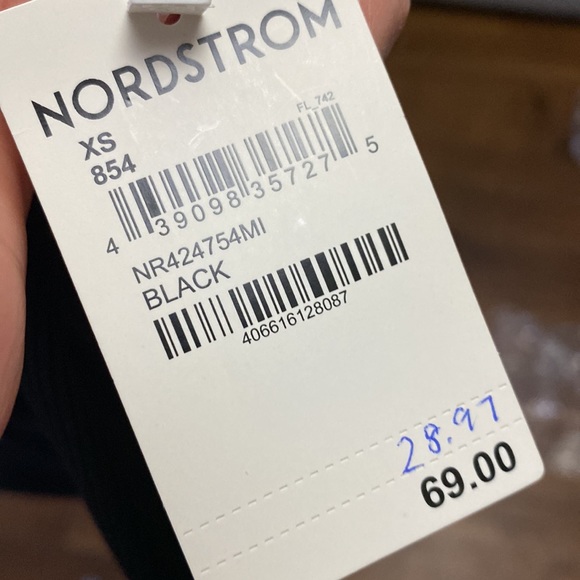 NORDSTROM
XS
854
FL_742
4 39098 35727 5
NR424754MI
BLACK
406616128087
28.97
69.00